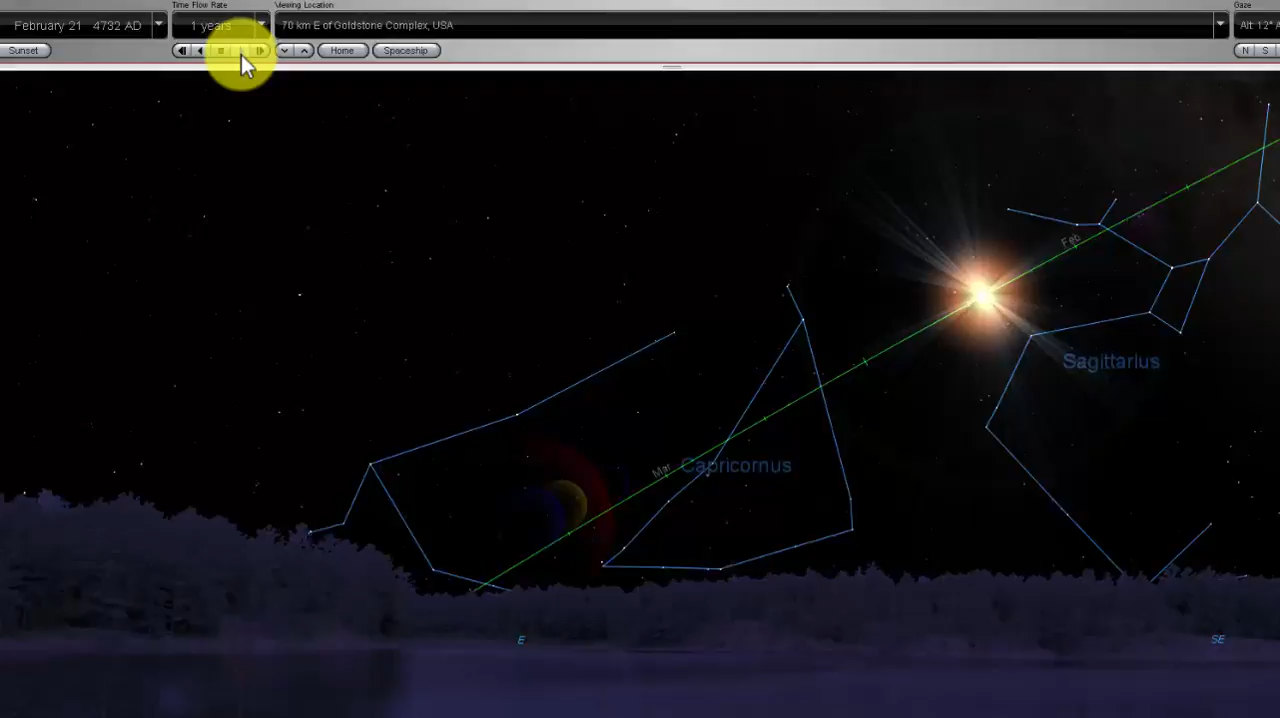 Time Flow Rate
Viewing Location
Gaze
February 21 4732 AD
1 years
70 km E of Goldstone Complex, USA
Alt: 12° A
Sunset
Home
Spaceship
N S
Feb
Sagittarius
Mar
Capricornus
E
SE